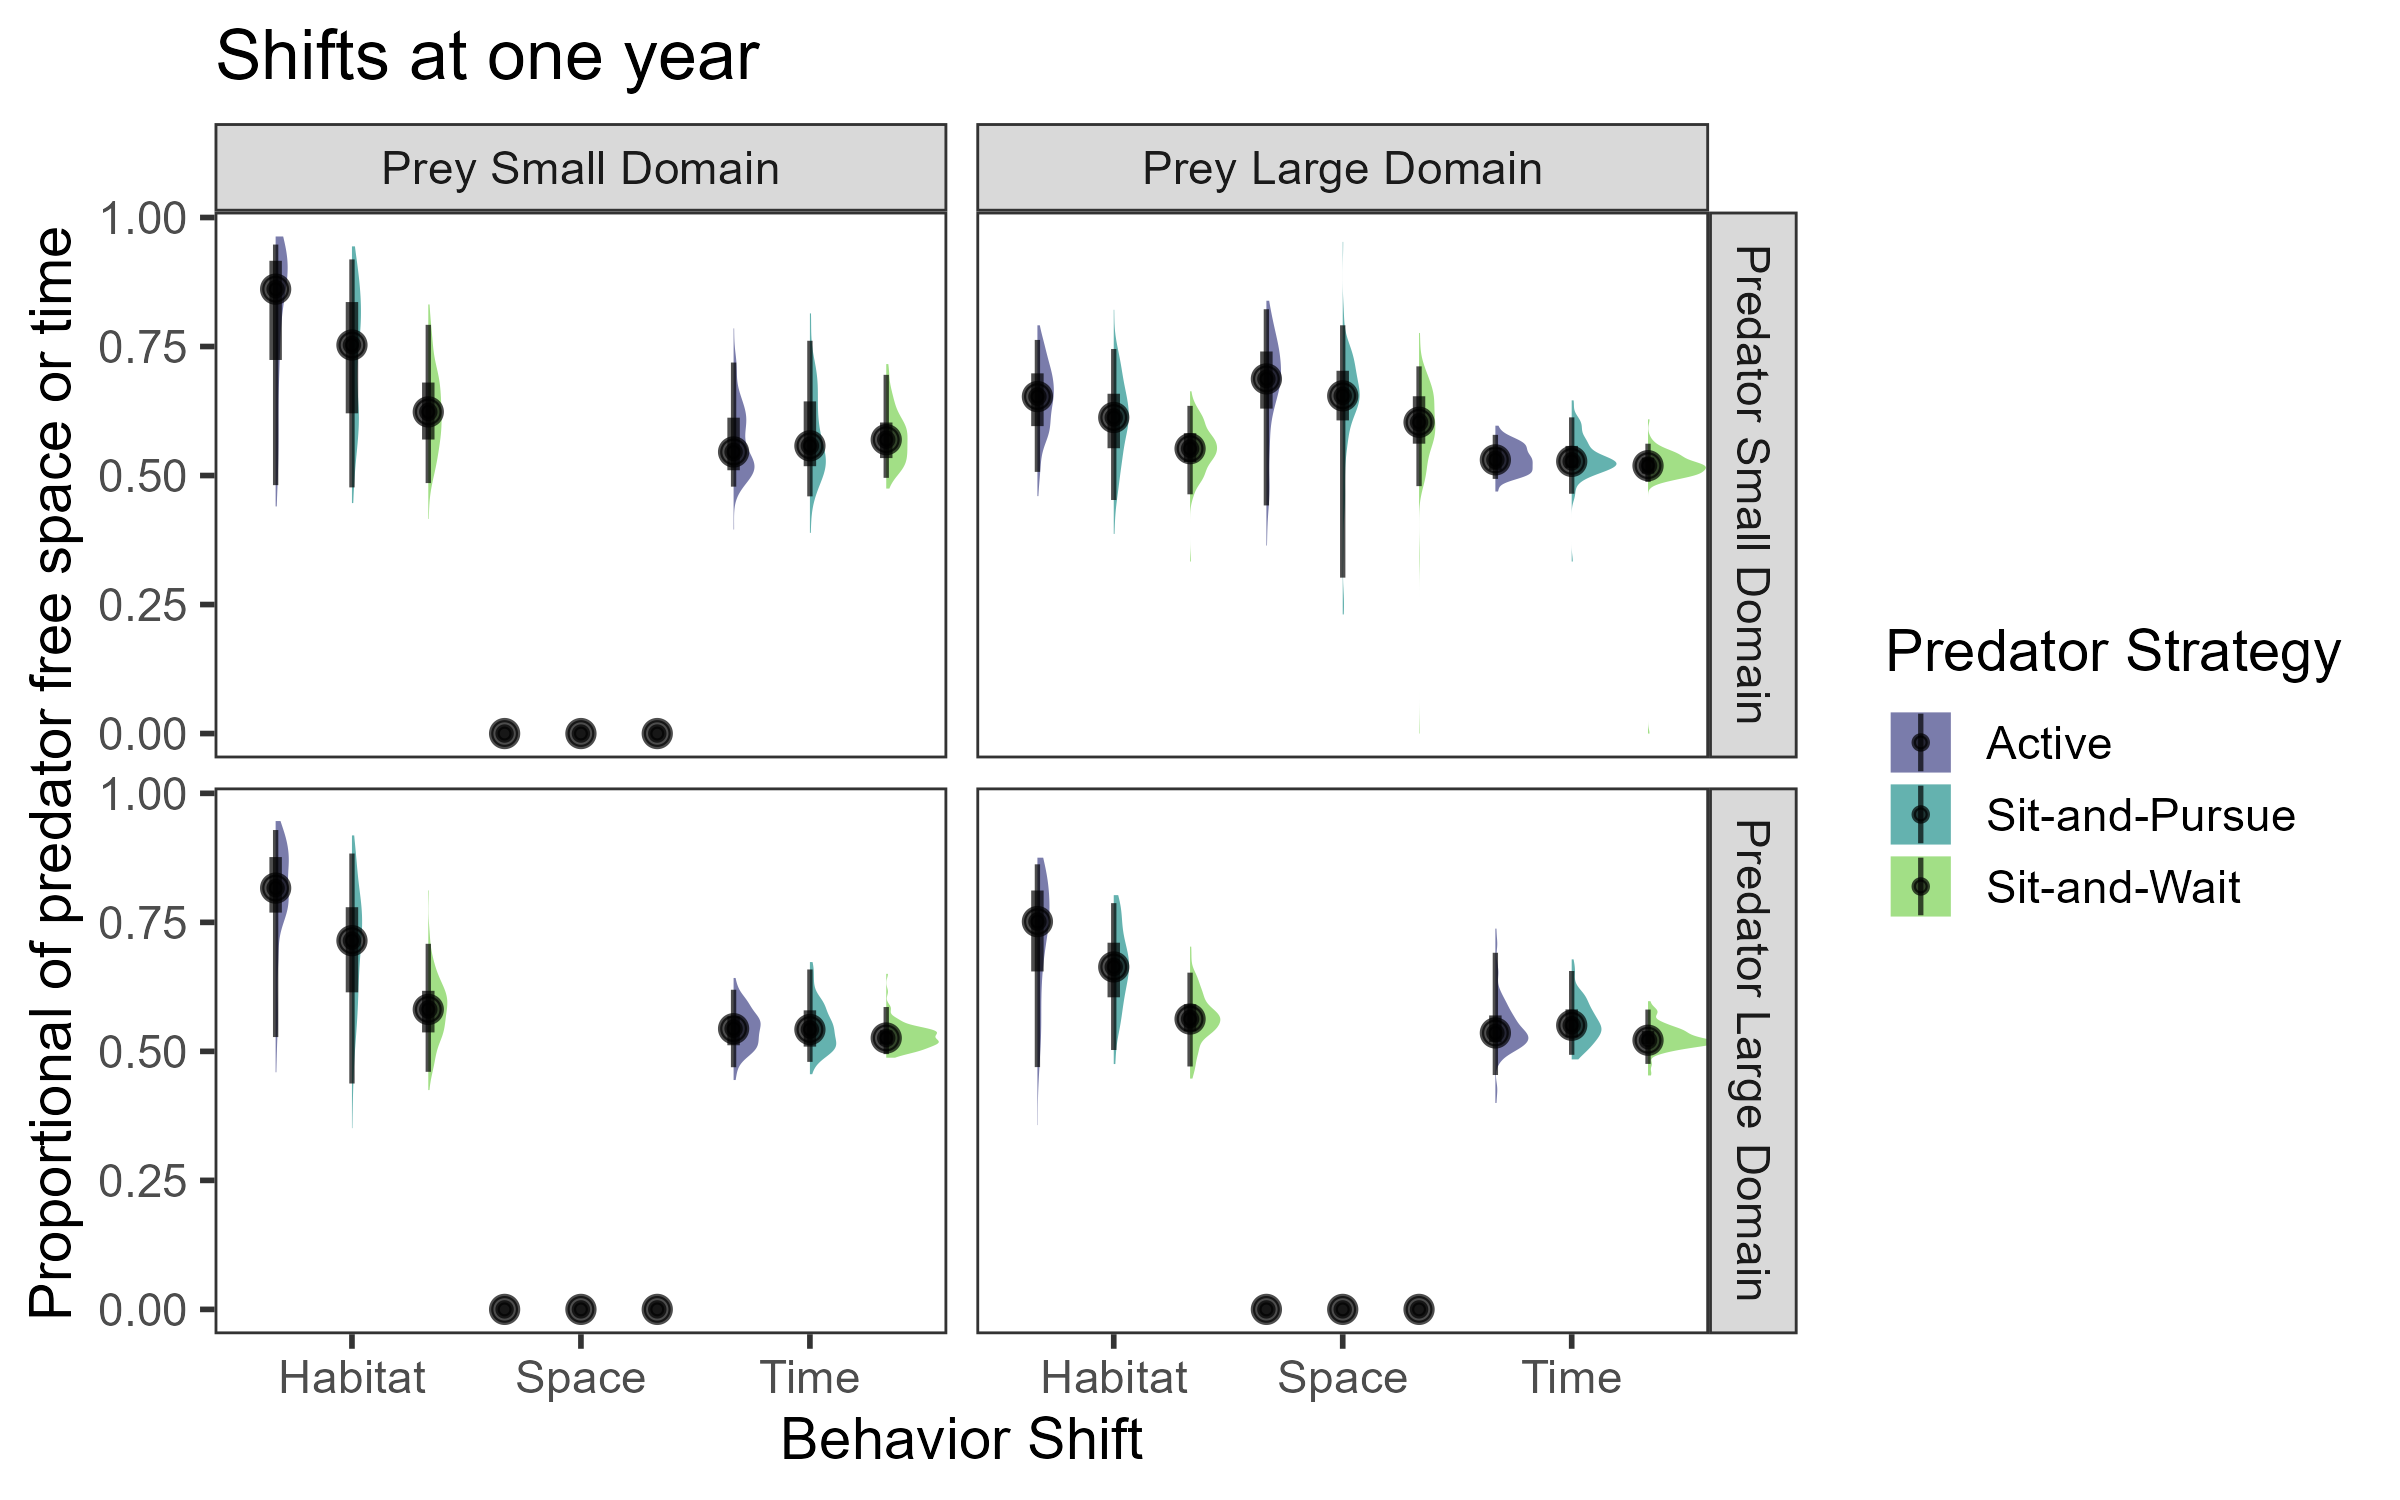 Shifts at one year
Prey Small Domain
Prey Large Domain
Proportional of predator free space or time
1.00
0.75
0.50
0.25
0.00
Predator Small Domain
1.00
0.75
0.50
0.25
0.00
Predator Large Domain
Habitat
Space
Time
Habitat
Space
Time
Behavior Shift
Predator Strategy
Active
Sit-and-Pursue
Sit-and-Wait